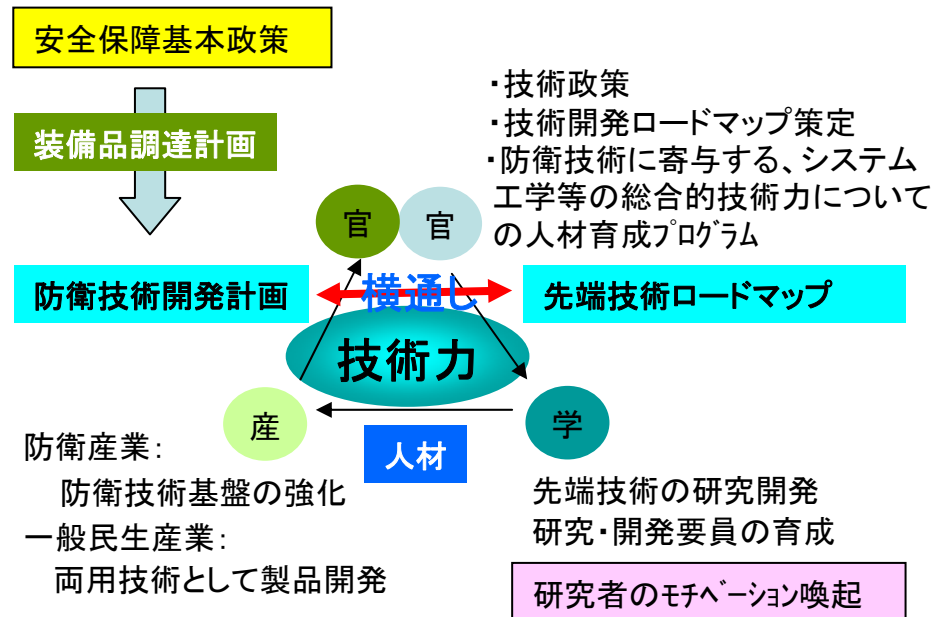 安全保障基本政策
装備品調達計画
・技術政策
・技術開発ロードマップ策定
・防衛技術に寄与する、システム
工学等の総合的技術力について
の人材育成ﾌﾟﾛｸﾞﾗﾑ
官
官
防衛技術開発計画
横通し
先端技術ロードマップ
技術力
産
学
人材
防衛産業：
防衛技術基盤の強化
一般民生産業：
両用技術として製品開発
先端技術の研究開発
研究・開発要員の育成
研究者のﾓﾁﾍﾞｰｼｮﾝ喚起